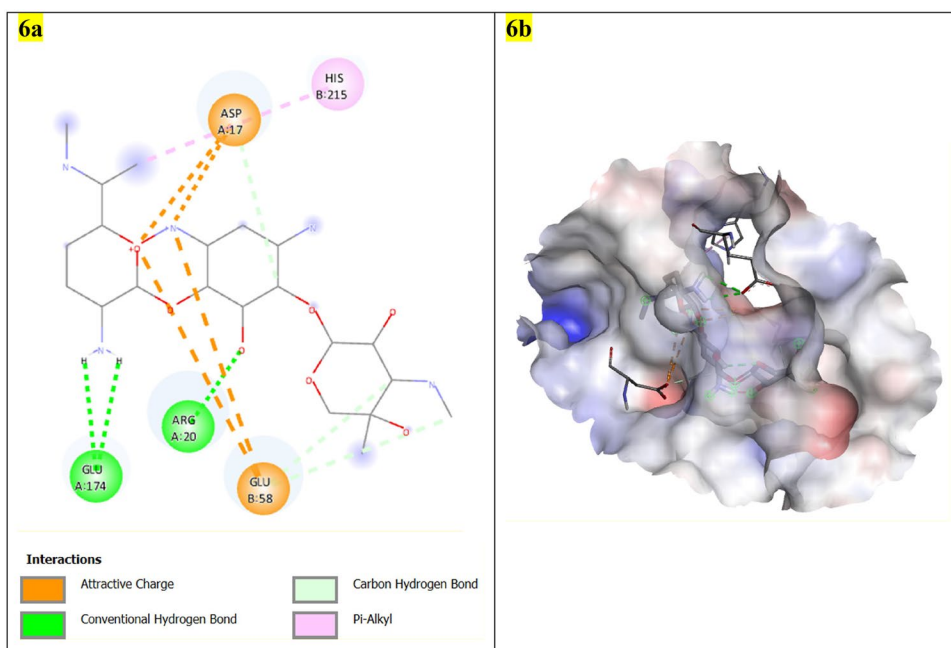 6a
HIS
B:215
ASP
A:17
N
N
N
N
O
O
O
O
O
O
O
N
H
H
N
O
ARG
A:20
GLU
A:174
GLU
B:58
Interactions
Attractive Charge
Carbon Hydrogen Bond
Conventional Hydrogen Bond
Pi-Alkyl
6b